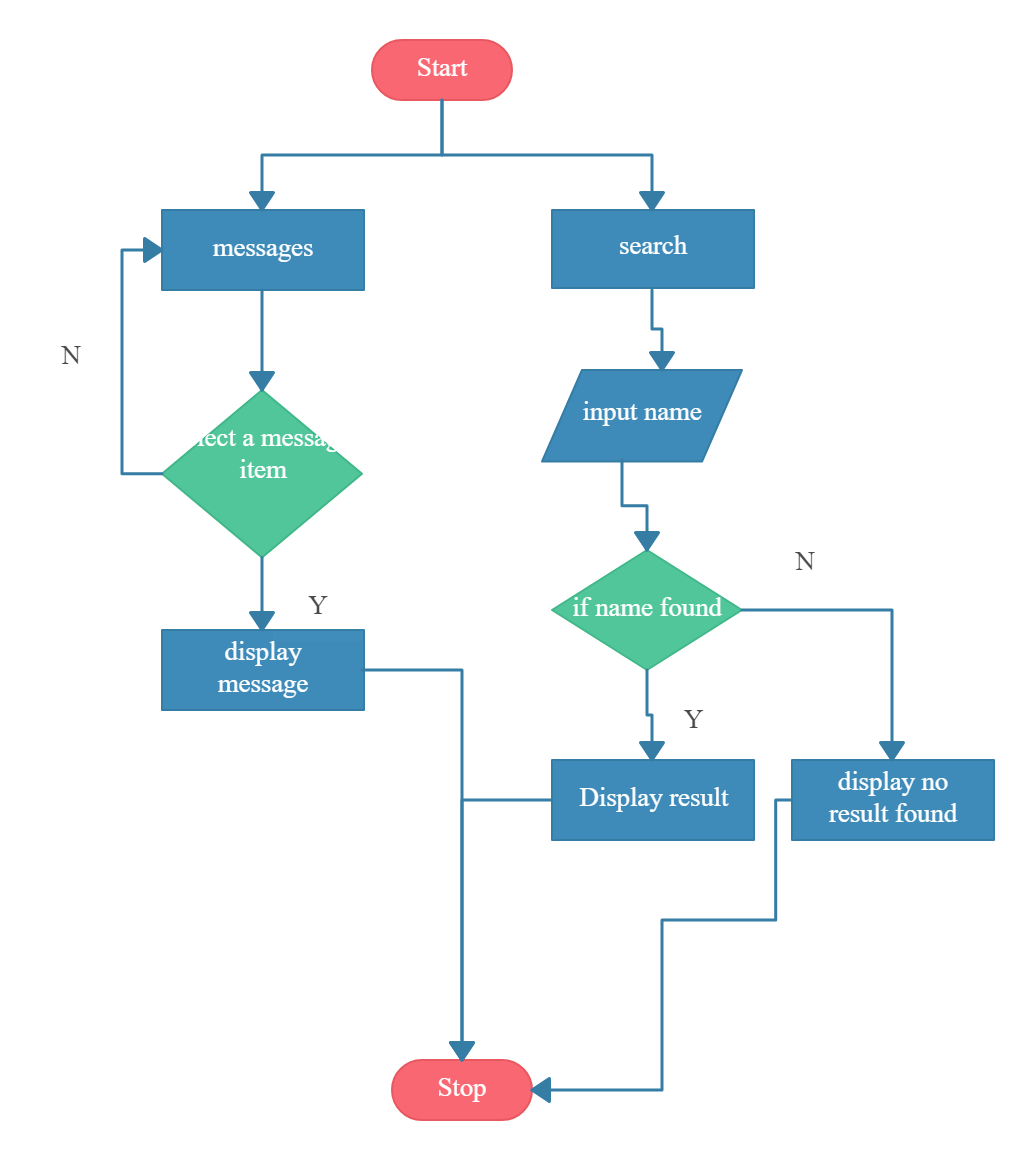 Start
messages
search
N
lect a messag
item
input name
N
if name found
Y
display
message
Y
Display result
display no
result found
Stop